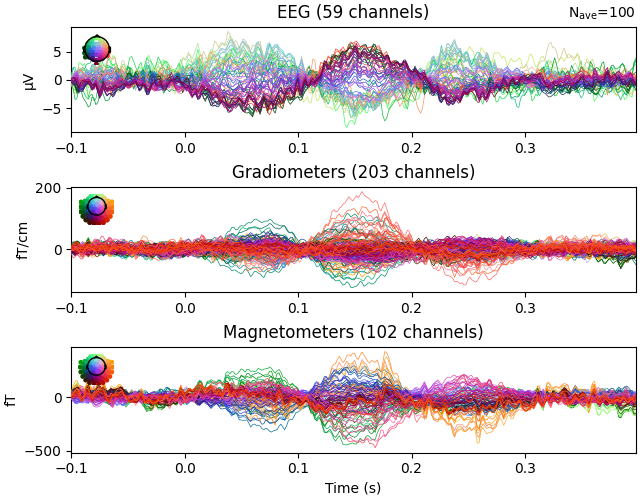 EEG (59 channels)
Nave=100
5
0
−5
µV
−0.1 0.0 0.1 0.2 0.3
Gradiometers (203 channels)
200
0
fT/cm
−0.1 0.0 0.1 0.2 0.3
Magnetometers (102 channels)
0
−500
fT
−0.1 0.0 0.1 0.2 0.3
Time (s)